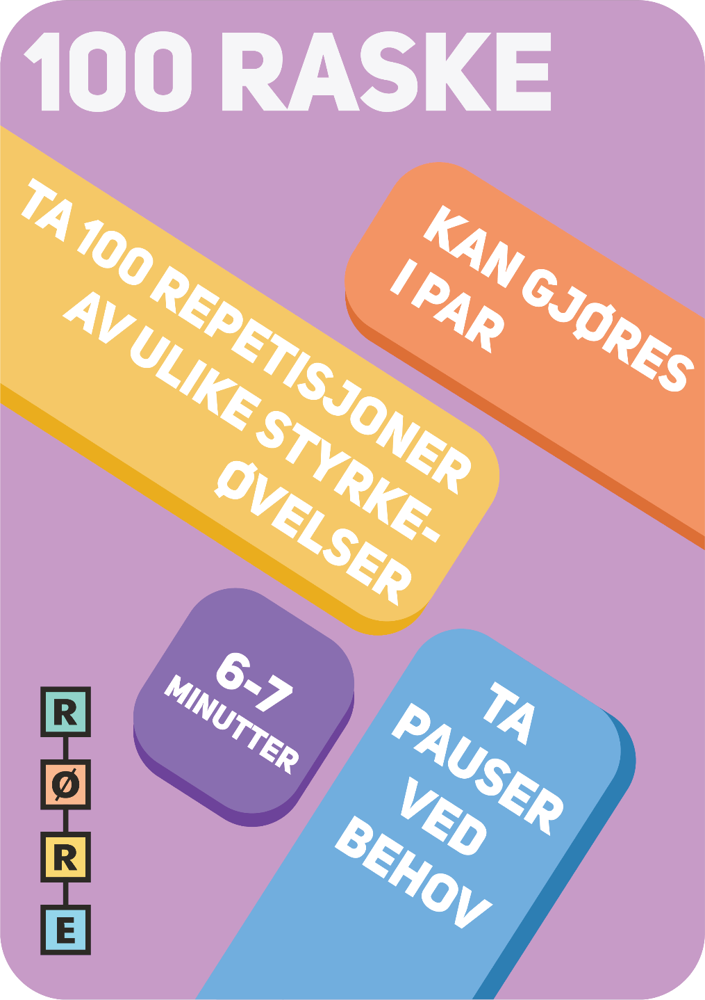 100 RASKE
TA 100 REPETISJONER
AV ULIKE STYRKE-
ØVELSER
KAN GJØRES
I PAR
6-7
MINUTTER
TA
PAUSER
VED
BEHOV
R
Ø
R
E